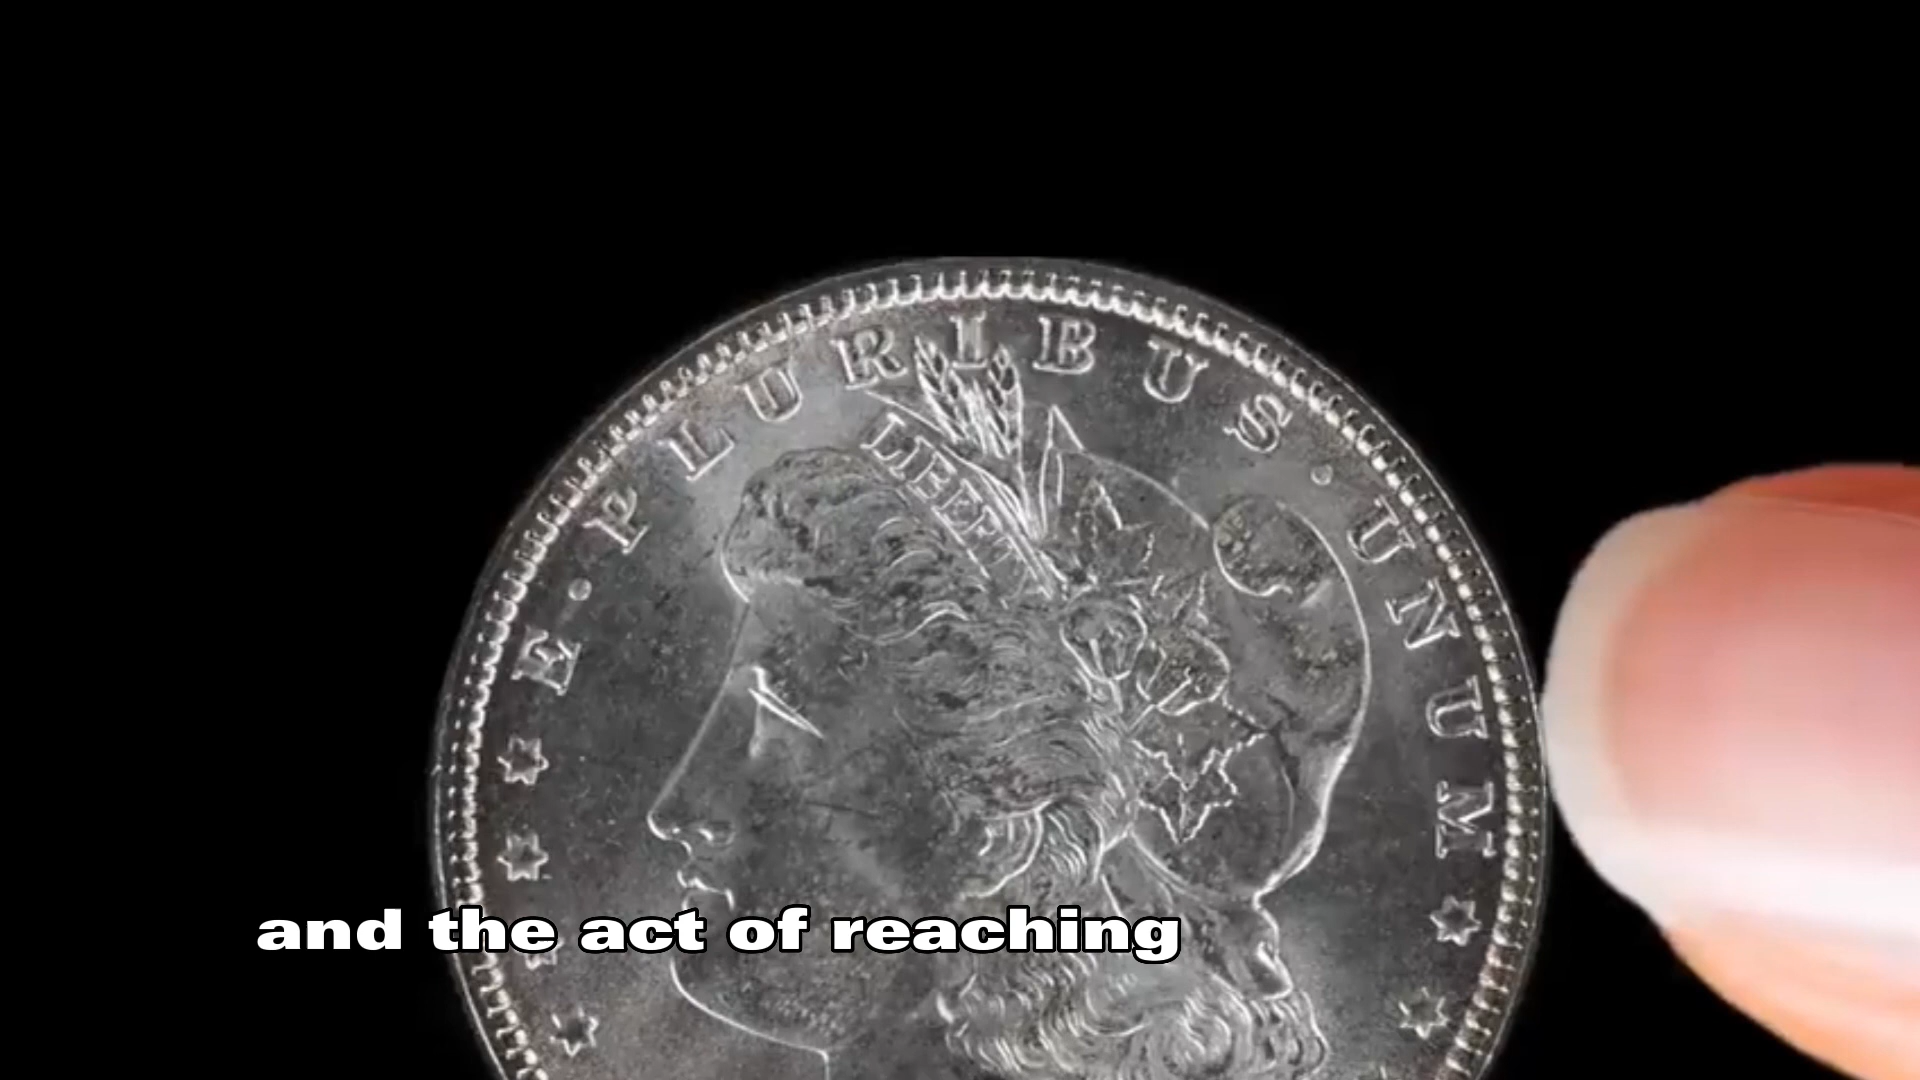 E · PLURIBUS · UNUM
LIBERTY
and the act of reaching